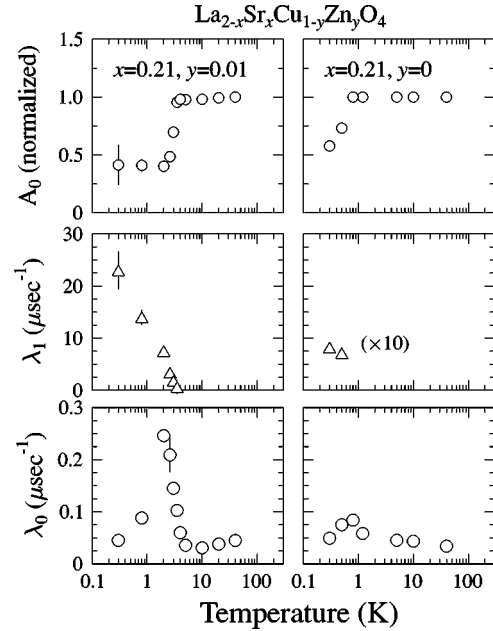 La2-xSrxCu1-yZnyO4
x=0.21, y=0.01
x=0.21, y=0
A0 (normalized)
1.5
1.0
0.5
0
λ1 (μsec-1)
30
20
10
0
(×10)
λ0 (μsec-1)
0.3
0.2
0.1
0
0.1 1 10 100 0.1 1 10 100
Temperature (K)